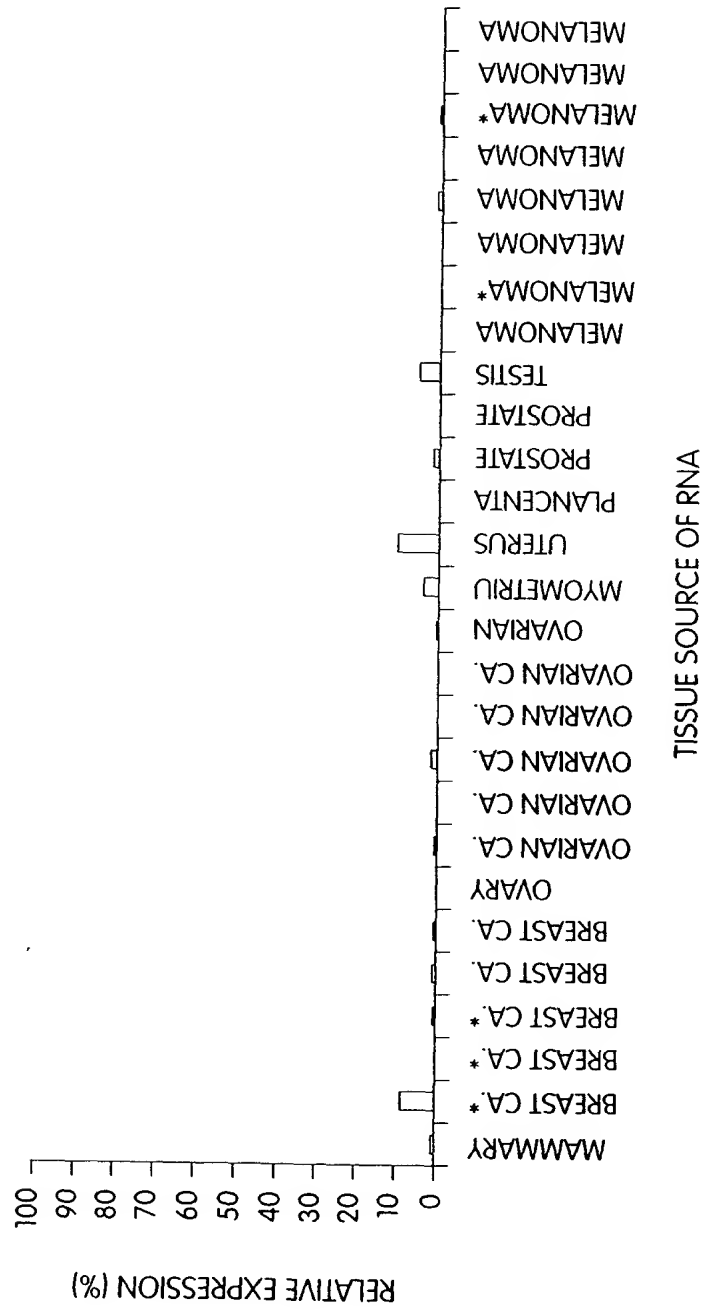 RELATIVE EXPRESSION (%)
100
90
80
70
60
50
40
30
20
10
0
MAMMARY
BREAST CA.*
BREAST CA.*
BREAST CA.*
BREAST CA.
BREAST CA.
OVARY
OVARIAN CA.
OVARIAN CA.
OVARIAN CA.
OVARIAN CA.
OVARIAN CA.
OVARIAN
MYOMETRIU
UTERUS
PLANCENTA
PROSTATE
PROSTATE
TESTIS
MELANOMA
MELANOMA*
MELANOMA
MELANOMA
MELANOMA
MELANOMA*
MELANOMA
MELANOMA
TISSUE SOURCE OF RNA